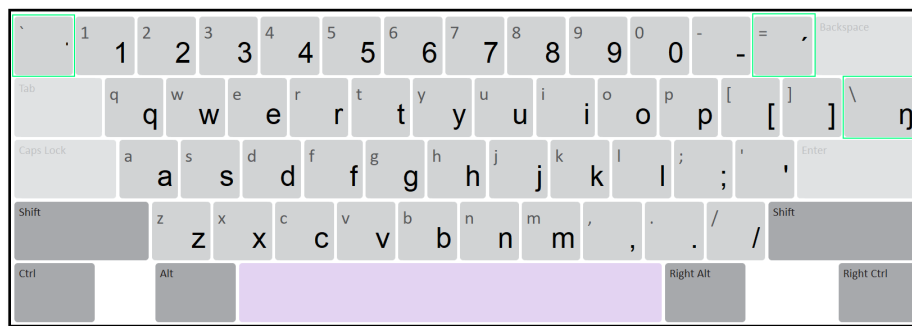 ` ˙ 1 1 2 2 3 3 4 4 5 5 6 6 7 7 8 8 9 9 0 0 - - = ˊ Backspace
Tab q q w w e e r r t t y y u u i i o o p p [ [ ] ] \ ŋ
Caps Lock a a s s d d f f g g h h j j k k l l ; ; ' ' Enter
Shift z z x x c c v v b b n n m m , , . . / / Shift
Ctrl Alt Right Alt Right Ctrl